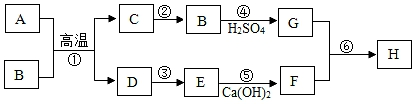 A C ② B ④ H₂SO₄ G
高温 ① ⑥ H
B D ③ E ⑤ Ca(OH)₂ F